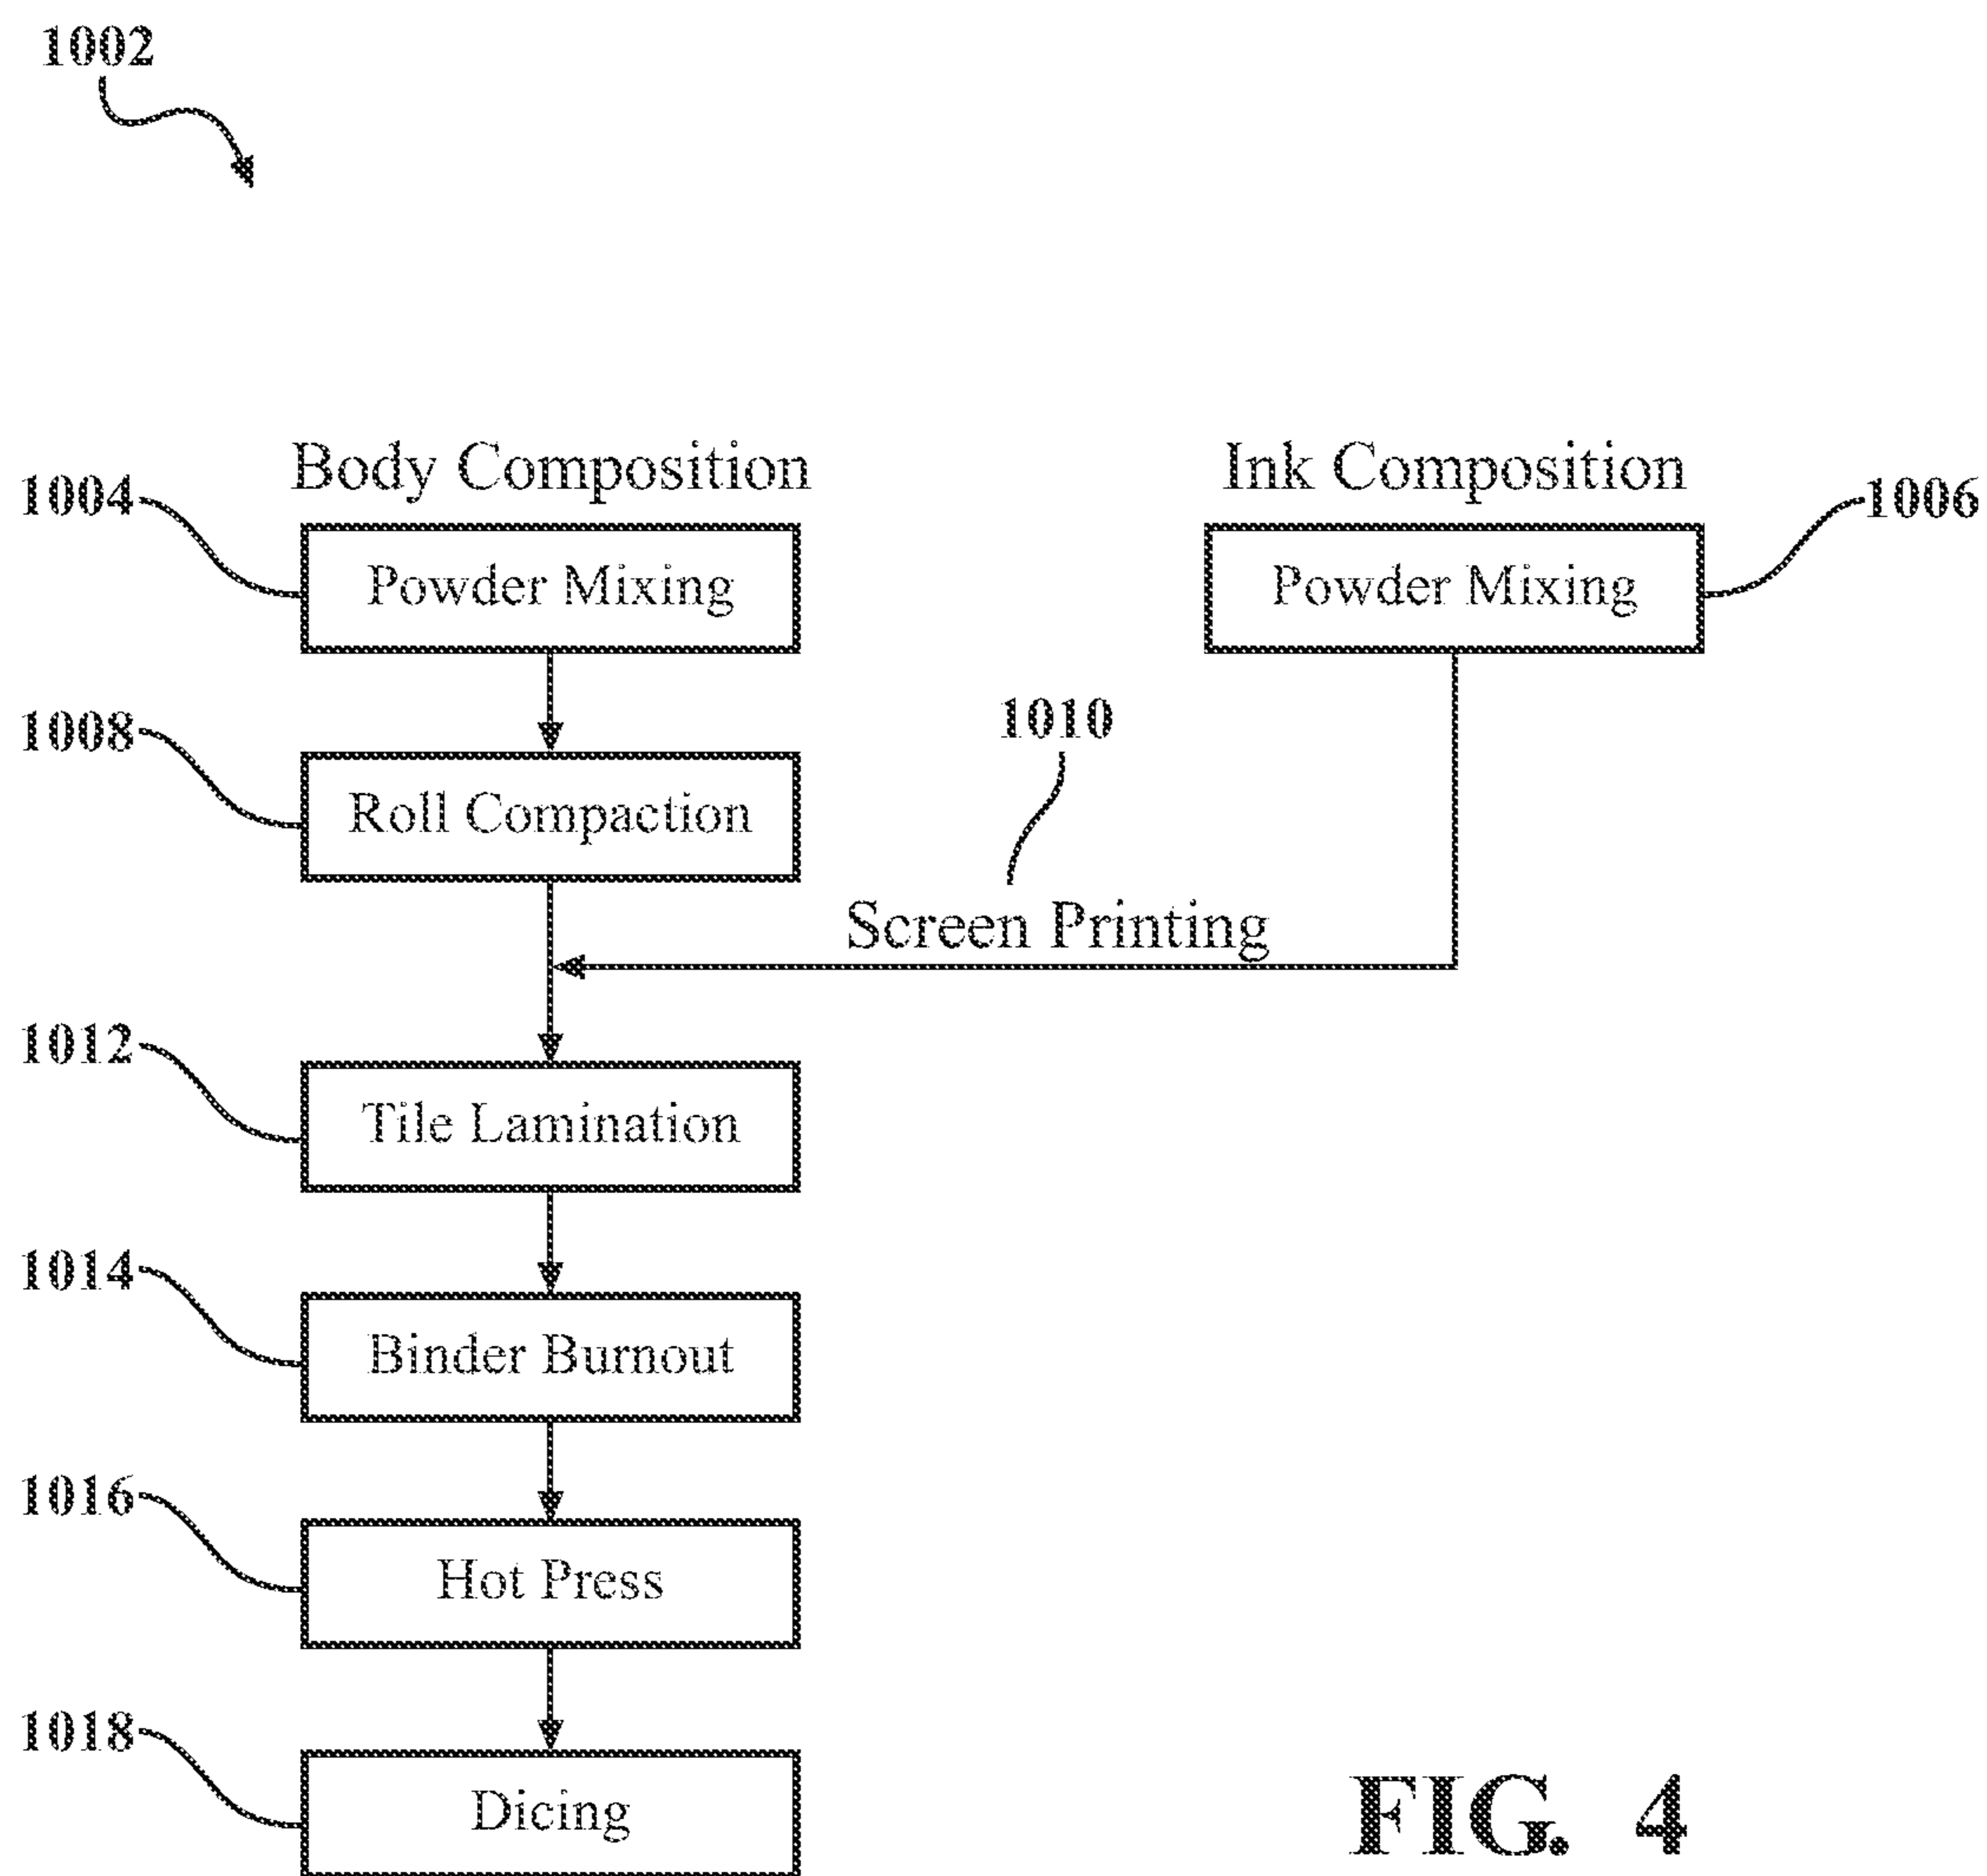 1002
Body Composition
Ink Composition
1004
1006
Powder Mixing
Powder Mixing
1008
1010
Roll Compaction
Screen Printing
1012
Tile Lamination
1014
Binder Burnout
1016
Hot Press
1018
Dicing
FIG. 4